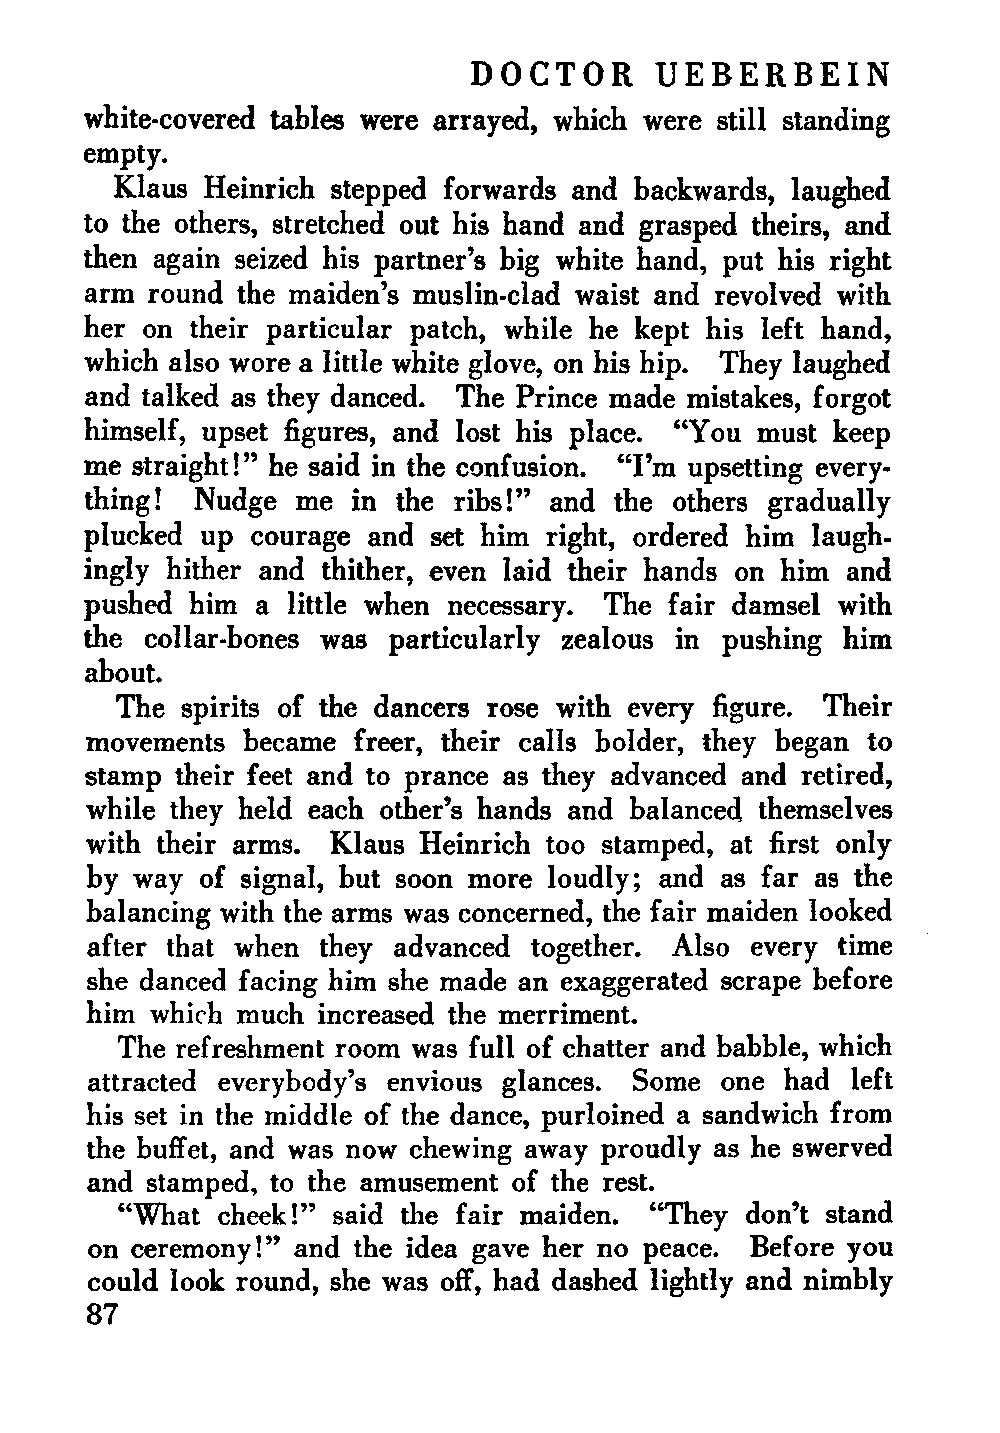 DOCTOR UEBERBEIN
white-covered tables were arrayed, which were still standing
empty.
Klaus Heinrich stepped forwards and backwards, laughed
to the others, stretched out his hand and grasped theirs, and
then again seized his partner's big white hand, put his right
arm round the maiden's muslin-clad waist and revolved with
her on their particular patch, while he kept his left hand,
which also wore a little white glove, on his hip. They laughed
and talked as they danced. The Prince made mistakes, forgot
himself, upset figures, and lost his place. “You must keep
me straight!” he said in the confusion. “I'm upsetting every-
thing! Nudge me in the ribs!” and the others gradually
plucked up courage and set him right, ordered him laugh-
ingly hither and thither, even laid their hands on him and
pushed him a little when necessary. The fair damsel with
the collar-bones was particularly zealous in pushing him
about.
The spirits of the dancers rose with every figure. Their
movements became freer, their calls bolder, they began to
stamp their feet and to prance as they advanced and retired,
while they held each other's hands and balanced themselves
with their arms. Klaus Heinrich too stamped, at first only
by way of signal, but soon more loudly; and as far as the
balancing with the arms was concerned, the fair maiden looked
after that when they advanced together. Also every time
she danced facing him she made an exaggerated scrape before
him which much increased the merriment.
The refreshment room was full of chatter and babble, which
attracted everybody's envious glances. Some one had left
his set in the middle of the dance, purloined a sandwich from
the buffet, and was now chewing away proudly as he swerved
and stamped, to the amusement of the rest.
“What cheek!” said the fair maiden. “They don't stand
on ceremony!” and the idea gave her no peace. Before you
could look round, she was off, had dashed lightly and nimbly
87